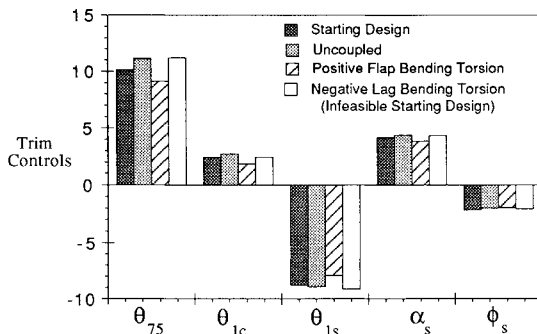 15
10
5
0
-5
-10
Trim
Controls
Starting Design
Uncoupled
Positive Flap Bending Torsion
Negative Lag Bending Torsion
(Infeasible Starting Design)
θ75
θ1c
θ1s
αs
ϕs